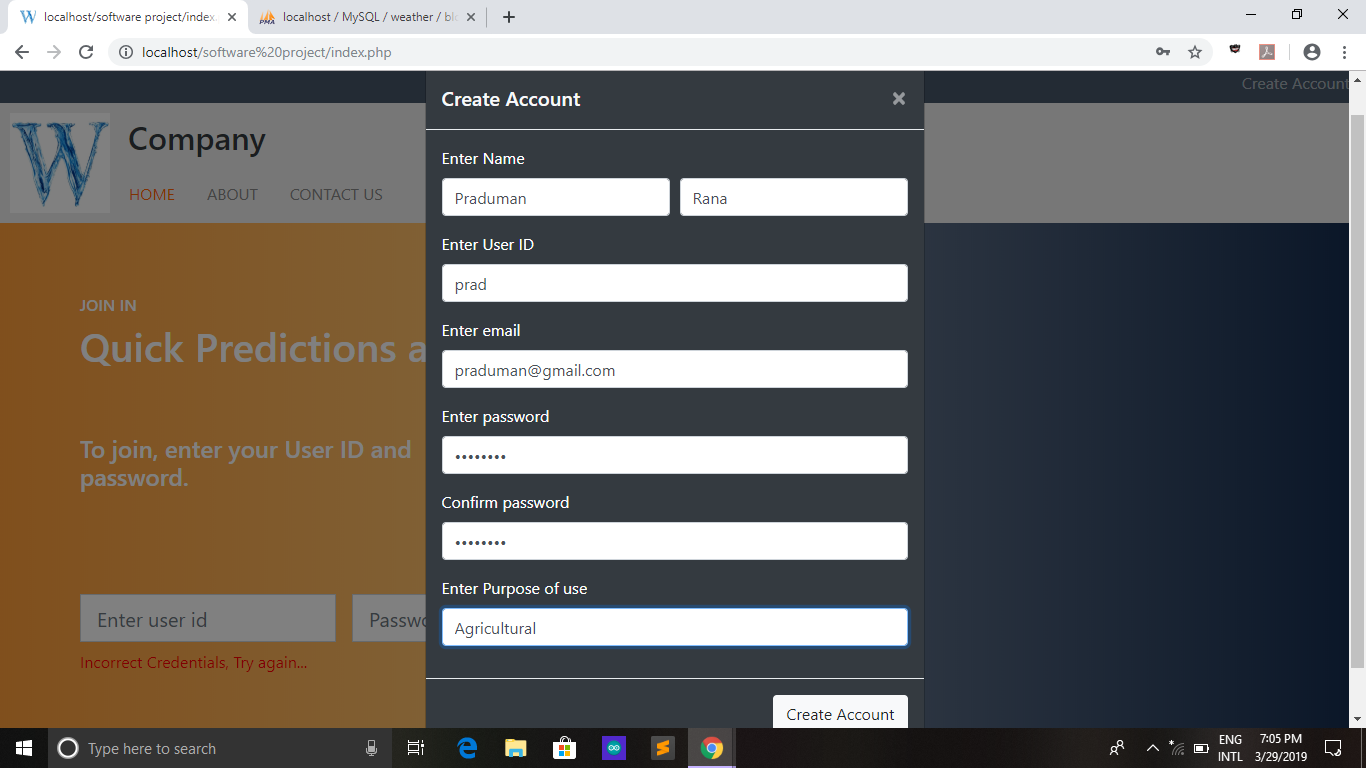 localhost/software project/index.
localhost / MySQL / weather / blo
localhost/software%20project/index.php
Create Account
Create Account
×
W
Company
HOME
ABOUT
CONTACT US
Enter Name
Praduman
Rana
Enter User ID
prad
JOIN IN
Quick Predictions a
Enter email
praduman@gmail.com
To join, enter your User ID and
password.
Enter password
••••••••
Confirm password
••••••••
Enter Purpose of use
Agricultural
Enter user id
Passwo
Incorrect Credentials, Try again...
Create Account
Type here to search
ENG
INTL
7:05 PM
3/29/2019